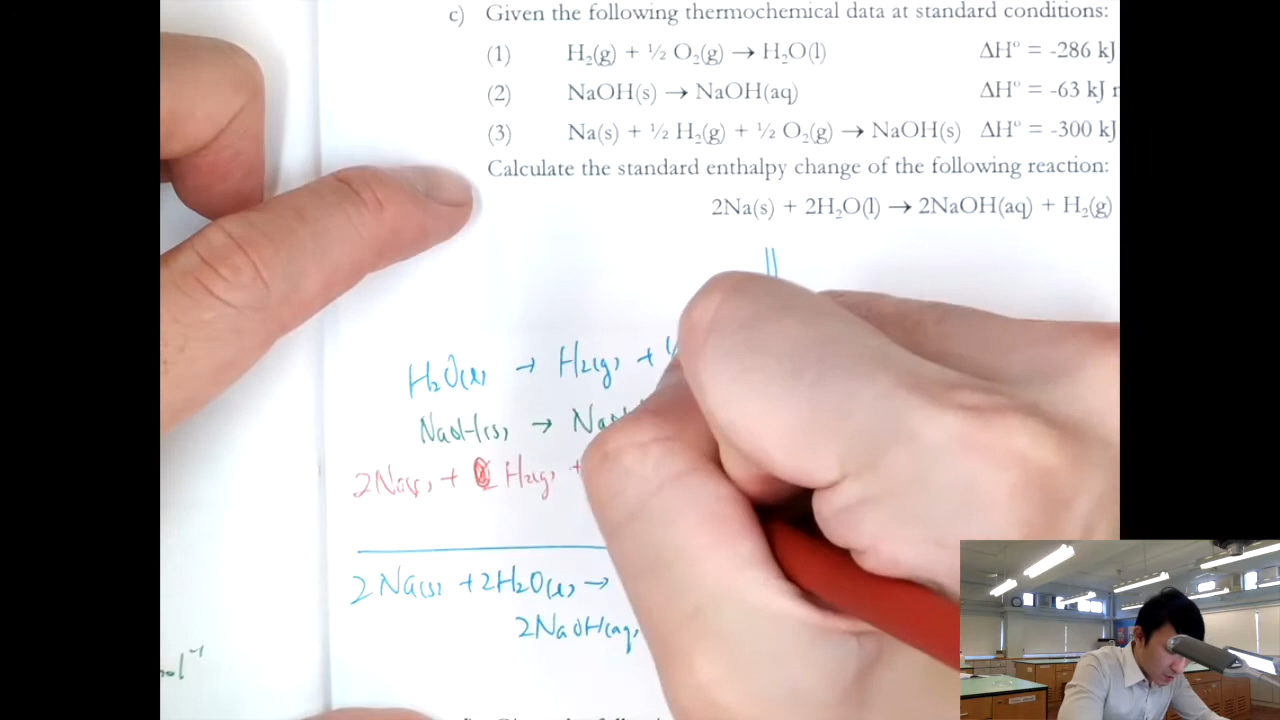 c) Given the following thermochemical data at standard conditions:
(1) H₂(g) + ½ O₂(g) → H₂O(l) ΔH° = -286 kJ
(2) NaOH(s) → NaOH(aq) ΔH° = -63 kJ
(3) Na(s) + ½ H₂(g) + ½ O₂(g) → NaOH(s) ΔH° = -300 kJ
Calculate the standard enthalpy change of the following reaction:
2Na(s) + 2H₂O(l) → 2NaOH(aq) + H₂(g)
H₂O(l) → H₂(g) +
NaOH(s) →
2Na(s) + H₂(g) +
2Na(s) + 2H₂O(l) →
2NaOH(aq)